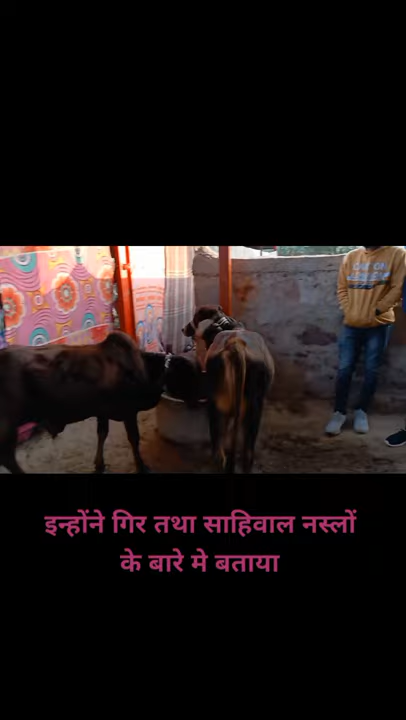 इन्होंने गिर तथा साहिवाल नस्लों
के बारे मे बताया